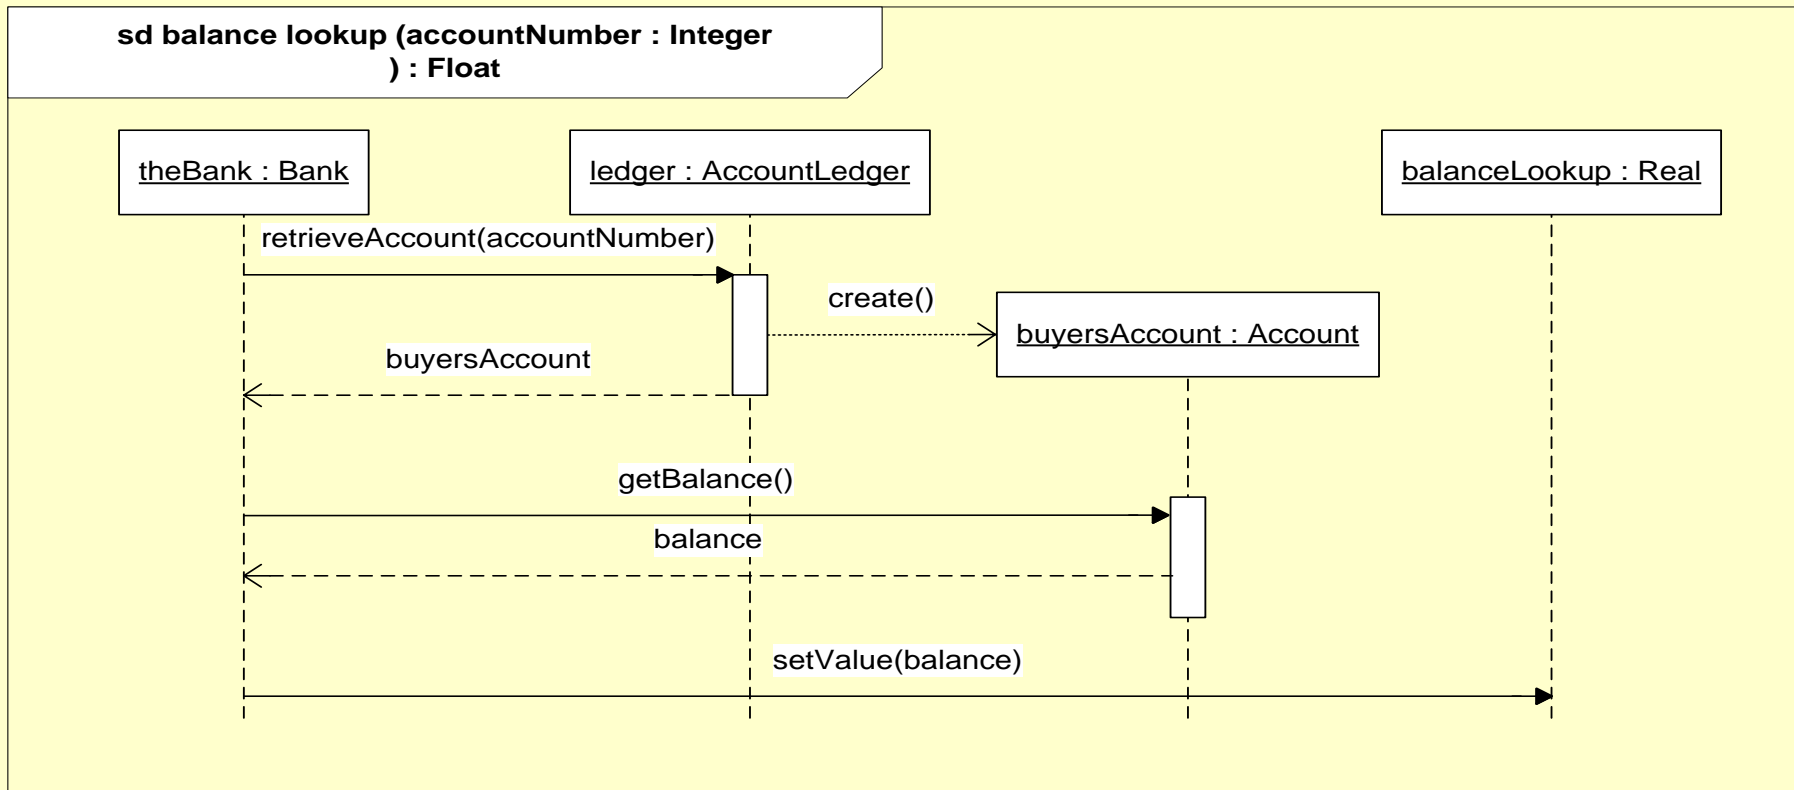 sd balance lookup (accountNumber : Integer
) : Float
theBank : Bank
ledger : AccountLedger
balanceLookup : Real
retrieveAccount(accountNumber)
create()
buyersAccount : Account
buyersAccount
getBalance()
balance
setValue(balance)